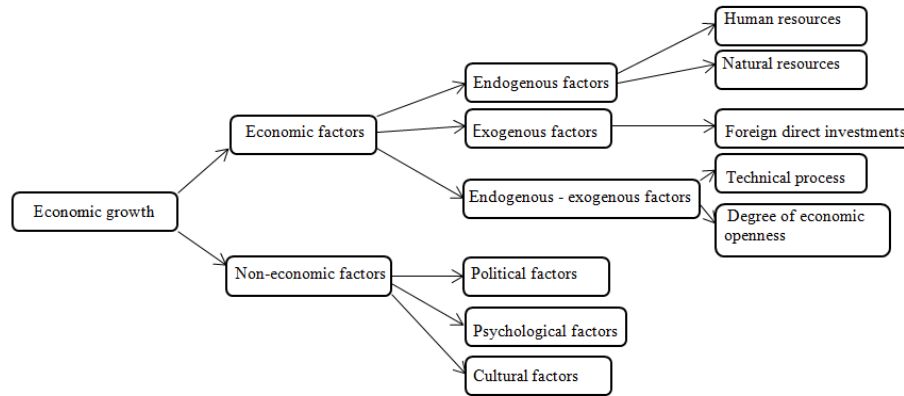 Human resources
Natural resources
Endogenous factors
Economic factors
Exogenous factors
Foreign direct investments
Technical process
Endogenous - exogenous factors
Economic growth
Degree of economic
openness
Non-economic factors
Political factors
Psychological factors
Cultural factors